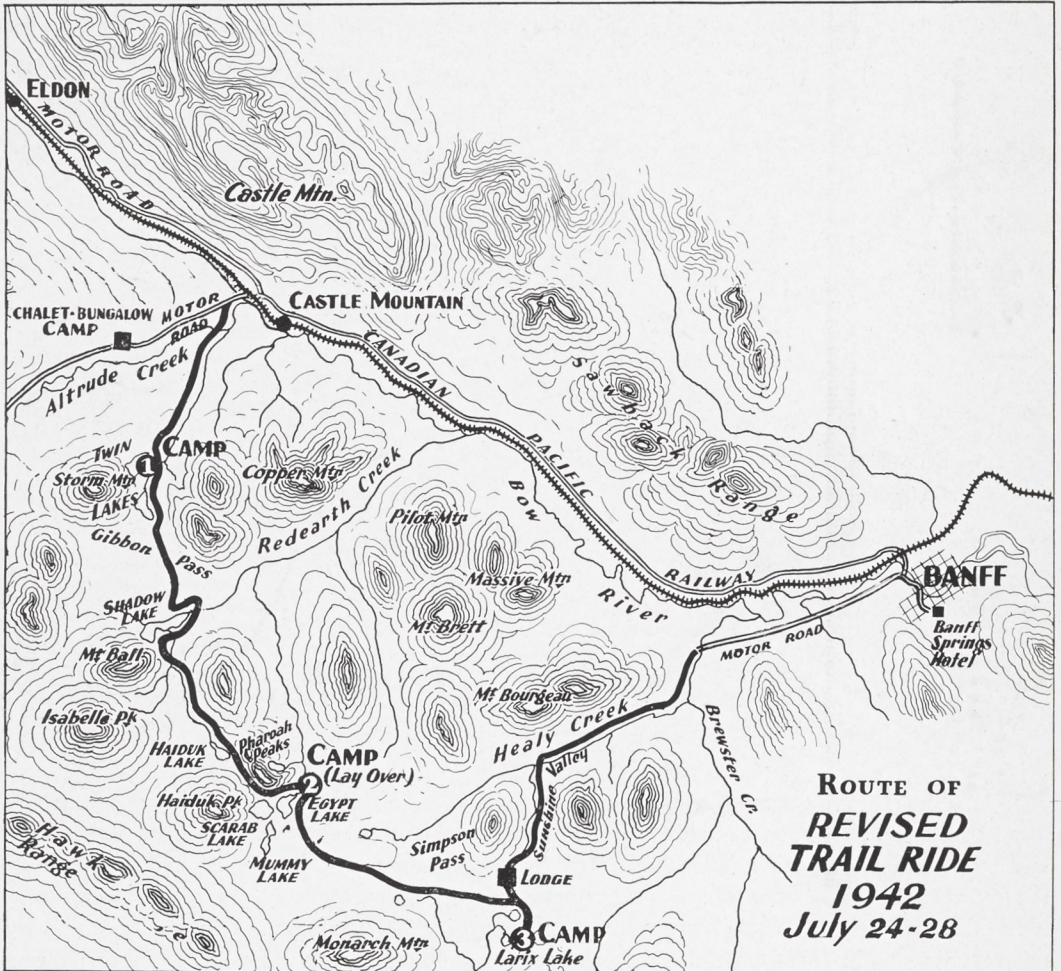 ELDON
MOTOR ROAD
Castle Mtn.
CHALET-BUNGALOW
CAMP
MOTOR
ROAD
CASTLE MOUNTAIN
Altrude Creek
CANADIAN
PACIFIC
RAILWAY
Sawback
Range
TWIN
LAKES
1
CAMP
Storm Mtn
Copper Mtn
Redearth Creek
Gibbon
Pass
Pilot Mtn
Bow
River
Massive Mtn
Mt Brett
BANFF
Banff
Springs
Hotel
MOTOR ROAD
SHADOW
LAKE
Mt Ball
Isabelle Pk
Mt Bourgeau
Healy Creek
Brewster Cr.
HAIDUK
LAKE
Pharoah
Peaks
CAMP
(Lay Over)
2
EGYPT
LAKE
Haiduk Pk
SCARAB
LAKE
MUMMY
LAKE
Hawk
Range
Simpson
Pass
Sunshine Valley
LODGE
3
CAMP
Larix Lake
Monarch Mtn
ROUTE OF
REVISED
TRAIL RIDE
1942
July 24-28